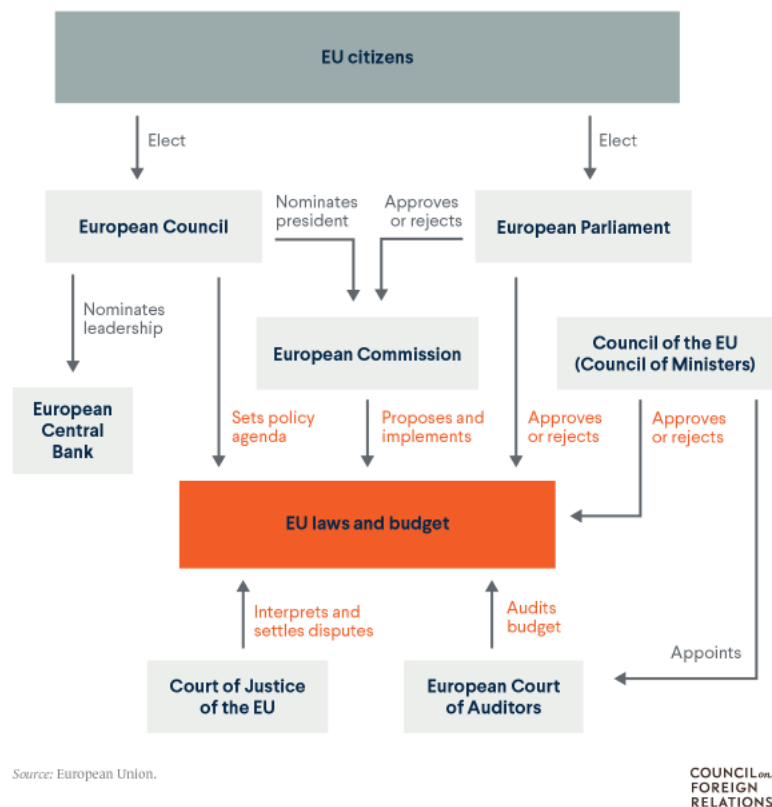 EU citizens
Elect
Elect
European Council
Nominates
president
Approves
or rejects
European Parliament
Nominates
leadership
European Commission
Council of the EU
(Council of Ministers)
European
Central
Bank
Sets policy
agenda
Proposes and
implements
Approves
or rejects
Approves
or rejects
EU laws and budget
Interprets and
settles disputes
Audits
budget
Appoints
Court of Justice
of the EU
European Court
of Auditors
Source: European Union.
COUNCIL on
FOREIGN
RELATIONS